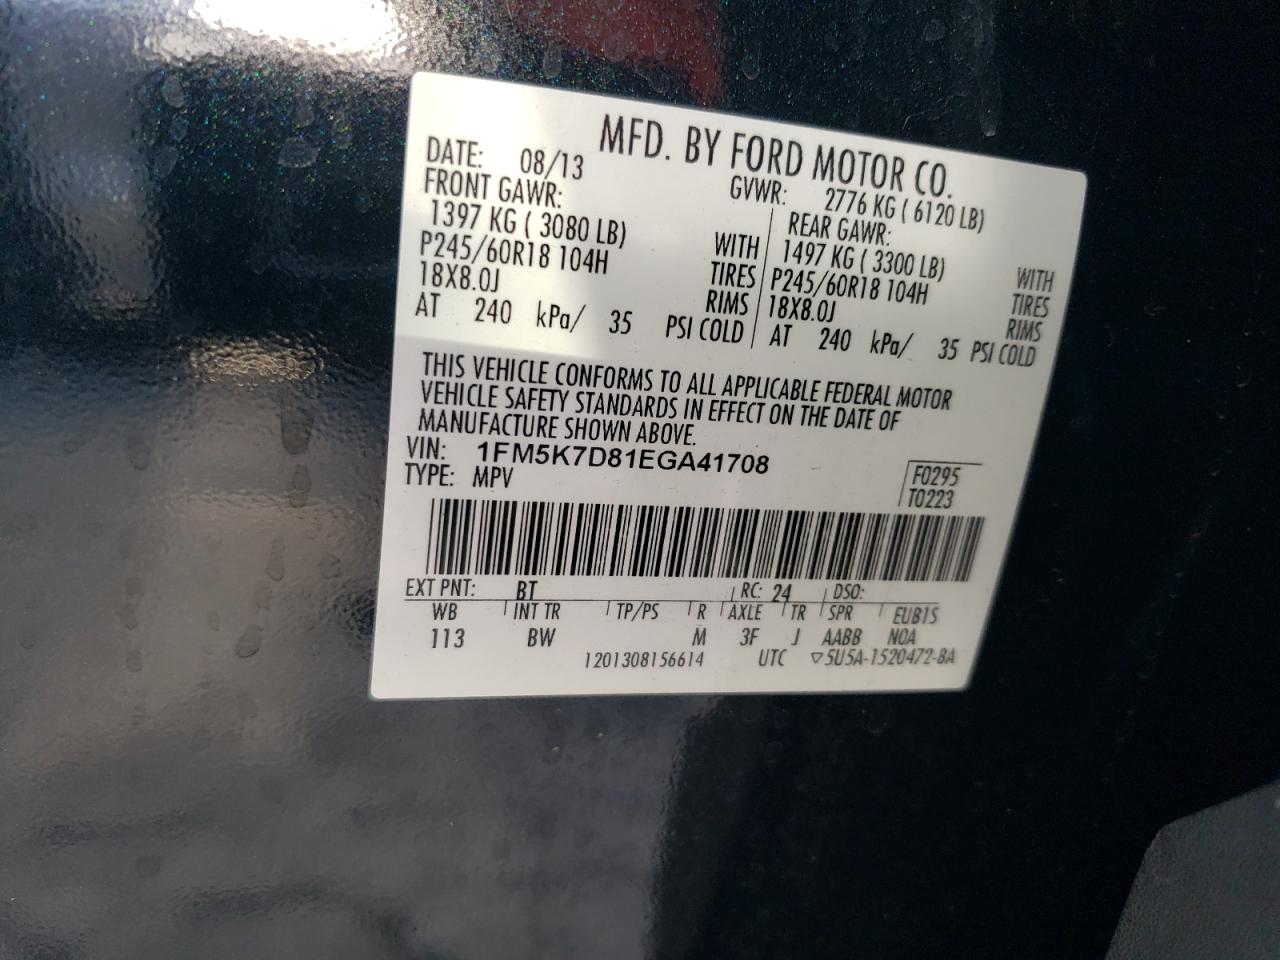 MFD. BY FORD MOTOR CO.
DATE: 08/13 GVWR: 2776 KG ( 6120 LB)
FRONT GAWR: REAR GAWR:
1397 KG ( 3080 LB) WITH 1497 KG ( 3300 LB) WITH
P245/60R18 104H TIRES P245/60R18 104H TIRES
18X8.0J RIMS 18X8.0J RIMS
AT 240 kPa/ 35 PSI COLD AT 240 kPa/ 35 PSI COLD
THIS VEHICLE CONFORMS TO ALL APPLICABLE FEDERAL MOTOR
VEHICLE SAFETY STANDARDS IN EFFECT ON THE DATE OF
MANUFACTURE SHOWN ABOVE.
VIN: 1FM5K7D81EGA41708
TYPE: MPV F0295
T0223
EXT PNT: BT RC: 24 DSO:
WB INT TR TP/PS R AXLE TR SPR EUB1S
113 BW M 3F J AABB NOA
1201308156614 UTC ▽5U5A-1520472-BA